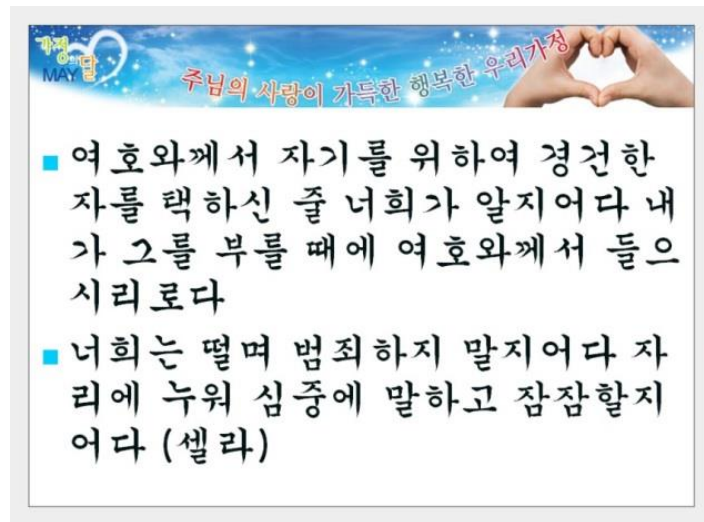 가정의달
MAY
주님의 사랑이 가득한 행복한 우리가정
여호와께서 자기를 위하여 경건한
자를 택하신 줄 너희가 알지어다 내
가 그를 부를 때에 여호와께서 들으
시리로다
너희는 떨며 범죄하지 말지어다 자
리에 누워 심중에 말하고 잠잠할지
어다 (셀라)